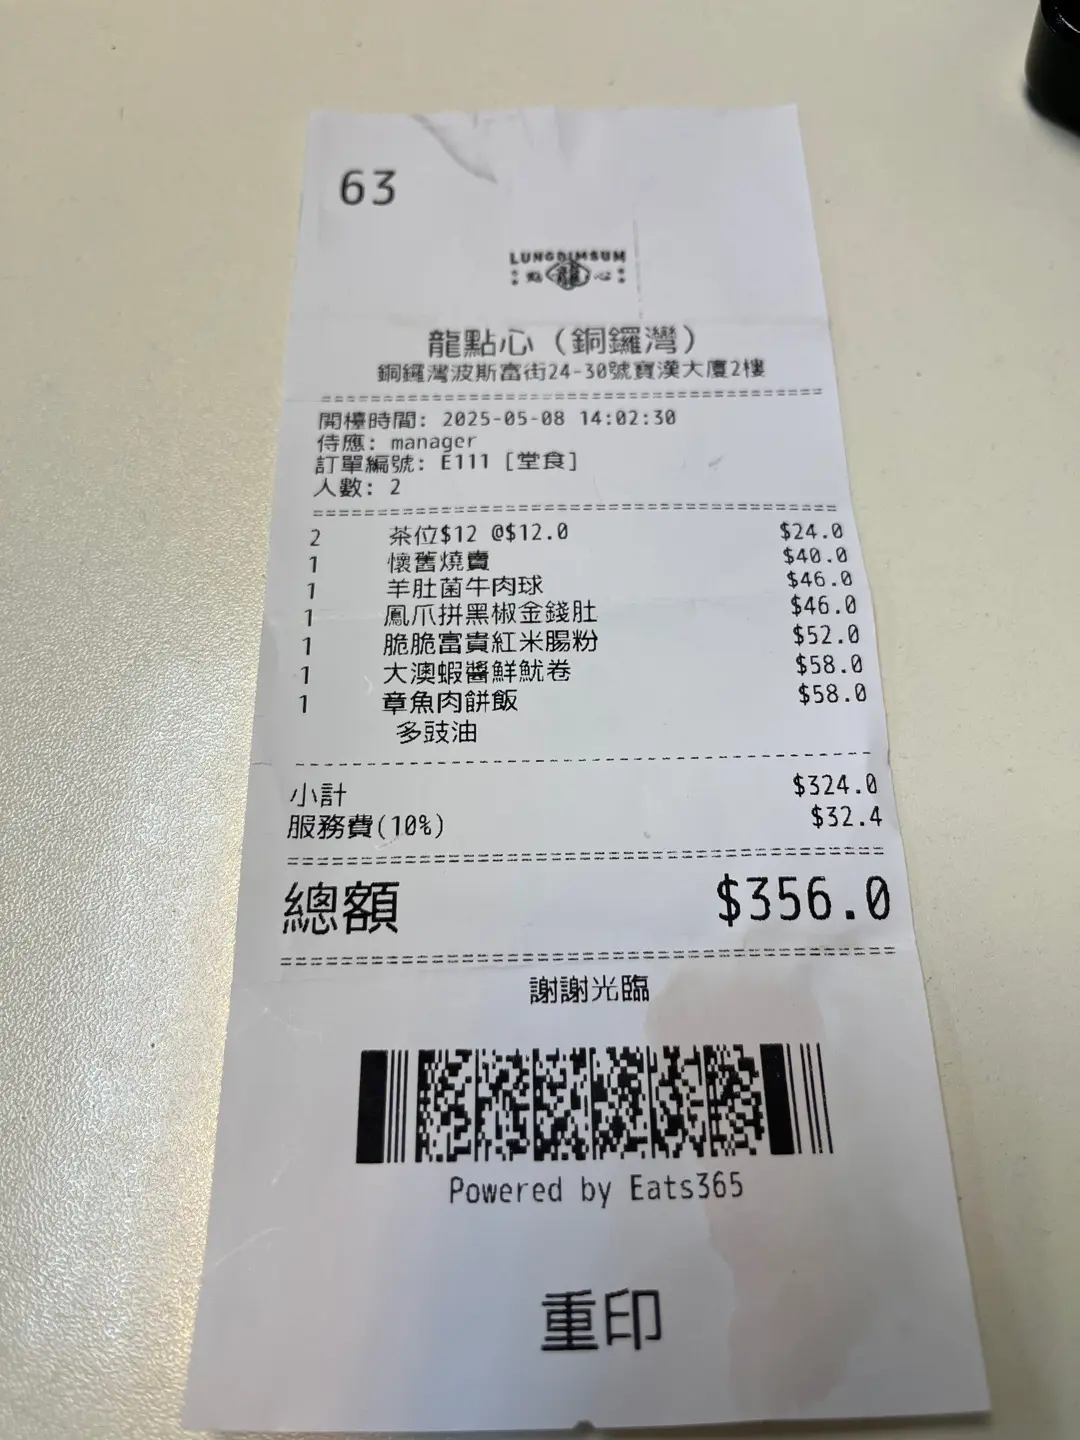 63
LUNGDIMSUM
點 龍 心
龍點心（銅鑼灣）
銅鑼灣波斯富街24-30號寶漢大廈2樓
開檯時間: 2025-05-08 14:02:30
侍應: manager
訂單編號: E111 [堂食]
人數: 2
2 茶位$12 @$12.0 $24.0
1 懷舊燒賣 $40.0
1 羊肚菌牛肉球 $46.0
1 鳳爪拼黑椒金錢肚 $46.0
1 脆脆富貴紅米腸粉 $52.0
1 大澳蝦醬鮮魷卷 $58.0
1 章魚肉餅飯 $58.0
多豉油
小計 $324.0
服務費(10%) $32.4
總額 $356.0
謝謝光臨
Powered by Eats365
重印